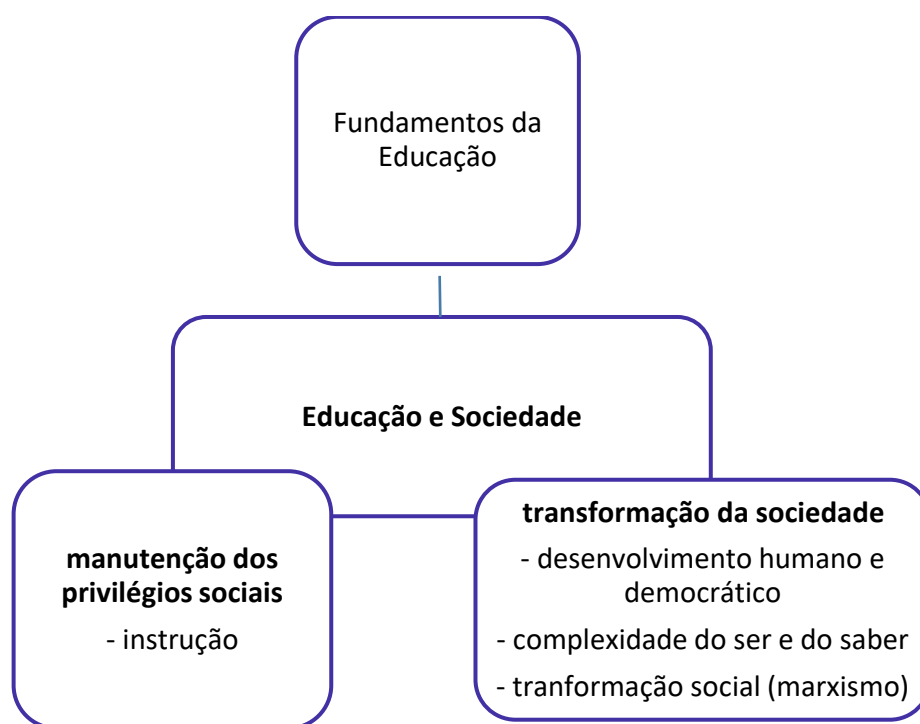 Fundamentos da
Educação
Educação e Sociedade
manutenção dos
privilégios sociais
- instrução
transformação da sociedade
- desenvolvimento humano e
democrático
- complexidade do ser e do saber
- tranformação social (marxismo)